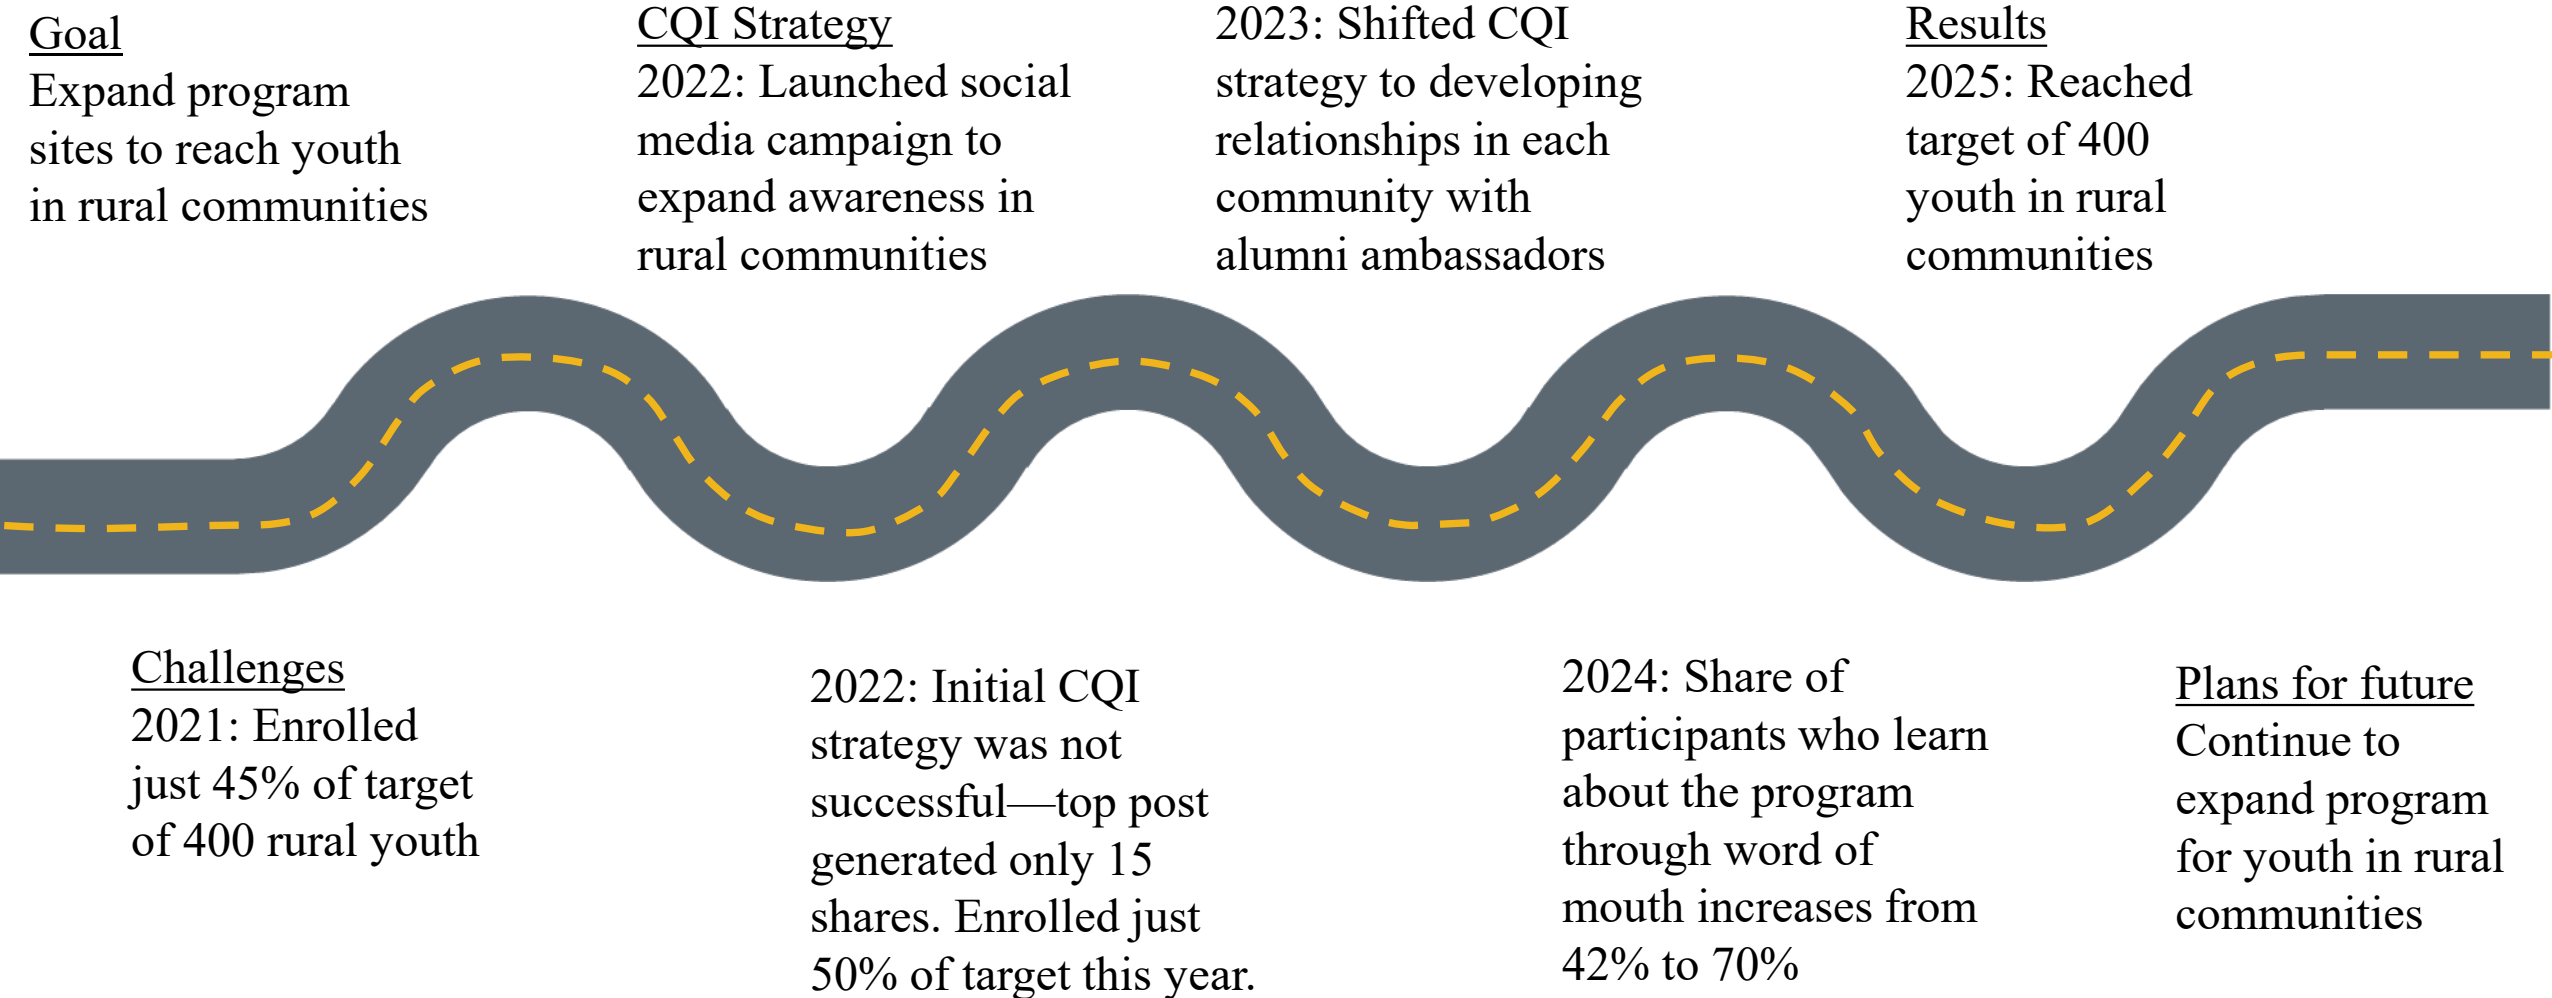 Goal
Expand program
sites to reach youth
in rural communities
Challenges
2021: Enrolled
just 45% of target
of 400 rural youth
CQI Strategy
2022: Launched social
media campaign to
expand awareness in
rural communities
2022: Initial CQI
strategy was not
successful—top post
generated only 15
shares. Enrolled just
50% of target this year.
2023: Shifted CQI
strategy to developing
relationships in each
community with
alumni ambassadors
2024: Share of
participants who learn
about the program
through word of
mouth increases from
42% to 70%
Results
2025: Reached
target of 400
youth in rural
communities
Plans for future
Continue to
expand program
for youth in rural
communities